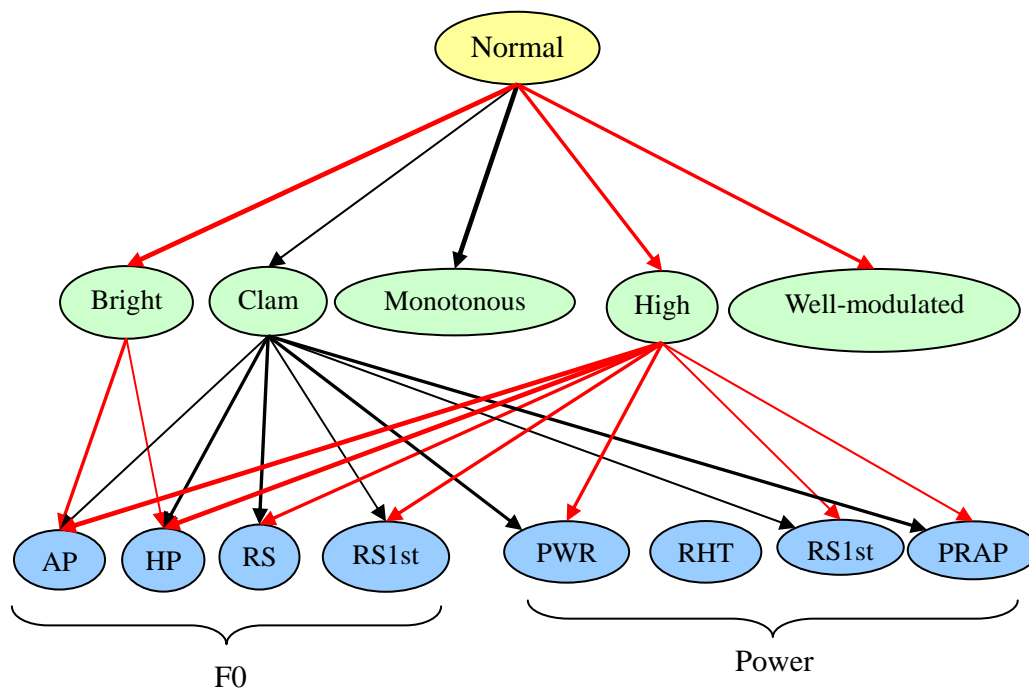 Normal
Bright
Clam
Monotonous
High
Well-modulated
AP
HP
RS
RS1st
PWR
RHT
RS1st
PRAP
F0
Power